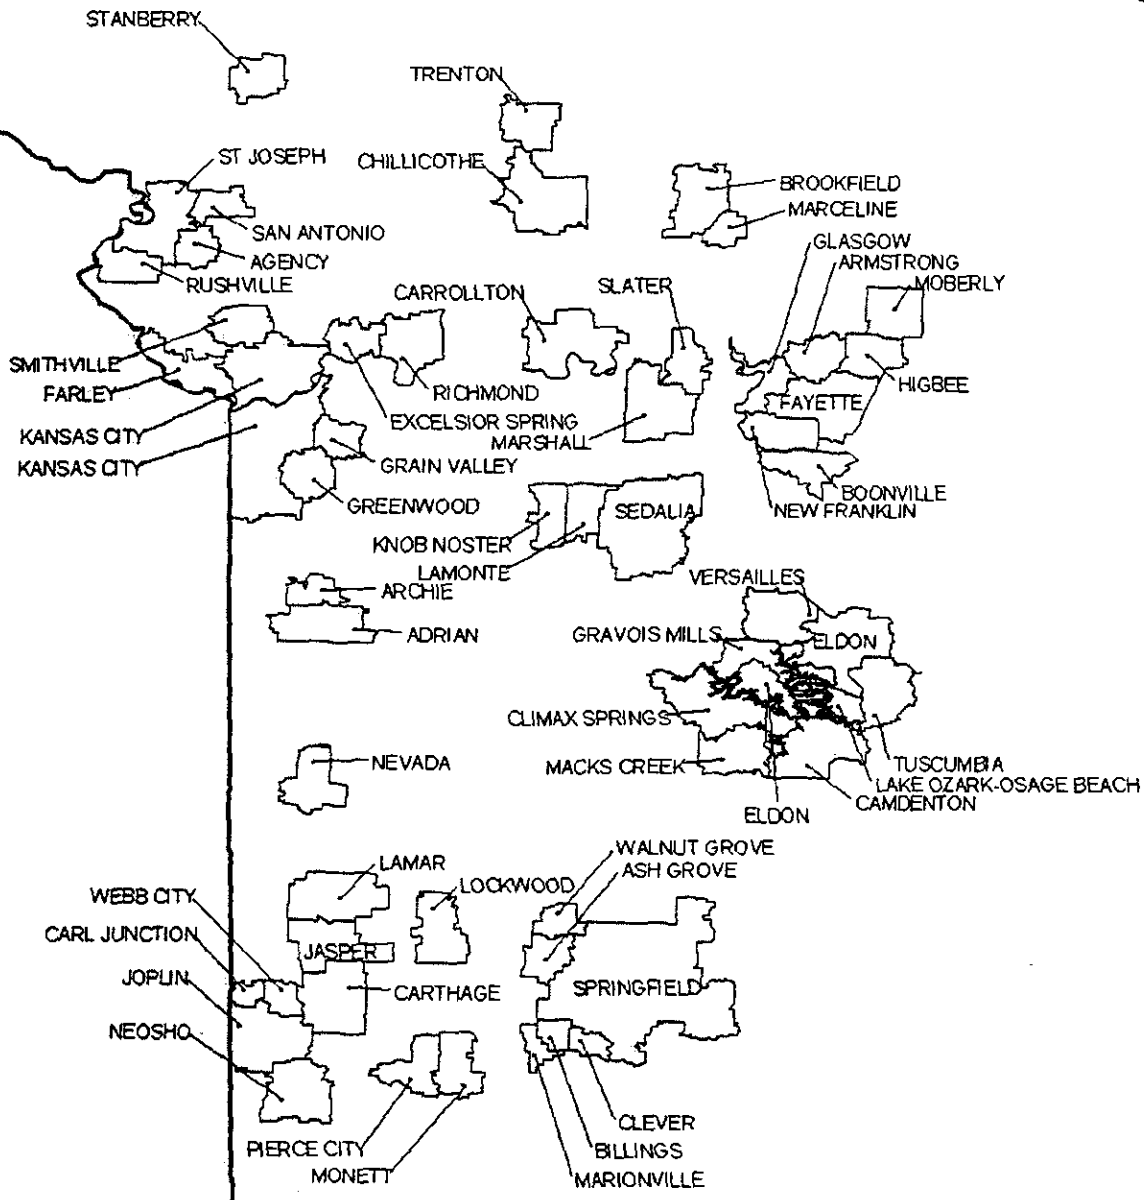 STANBERRY
TRENTON
ST JOSEPH
CHILLICOTHE
BROOKFIELD
MARCELINE
SAN ANTONIO
GLASGOW
AGENCY
ARMSTRONG
RUSHVILLE
MOBERLY
SLATER
CARROLLTON
SMITHVILLE
HIGBEE
FARLEY
RICHMOND
FAYETTE
EXCELSIOR SPRING
KANSAS CITY
MARSHALL
KANSAS CITY
GRAIN VALLEY
BOONVILLE
GREENWOOD
SEDALIA
NEW FRANKLIN
KNOB NOSTER
LAMONTE
VERSAILLES
ARCHIE
ADRIAN
GRAVOIS MILLS
ELDON
CLIMAX SPRINGS
NEVADA
MACKS CREEK
TUSCUMBIA
LAKE OZARK-OSAGE BEACH
CAMDENTON
ELDON
WALNUT GROVE
LAMAR
ASH GROVE
LOCKWOOD
WEBB CITY
CARL JUNCTION
JASPER
JOPLIN
SPRINGFIELD
CARTHAGE
NEOSHO
CLEVER
PIERCE CITY
BILLINGS
MONETT
MARIONVILLE